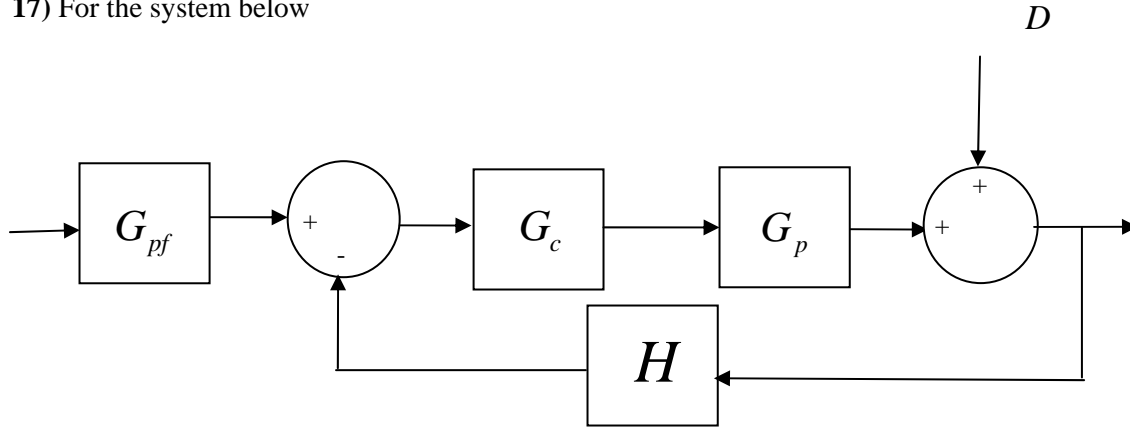 17) For the system below
D
+
G_pf
+
G_c
G_p
+
-
H